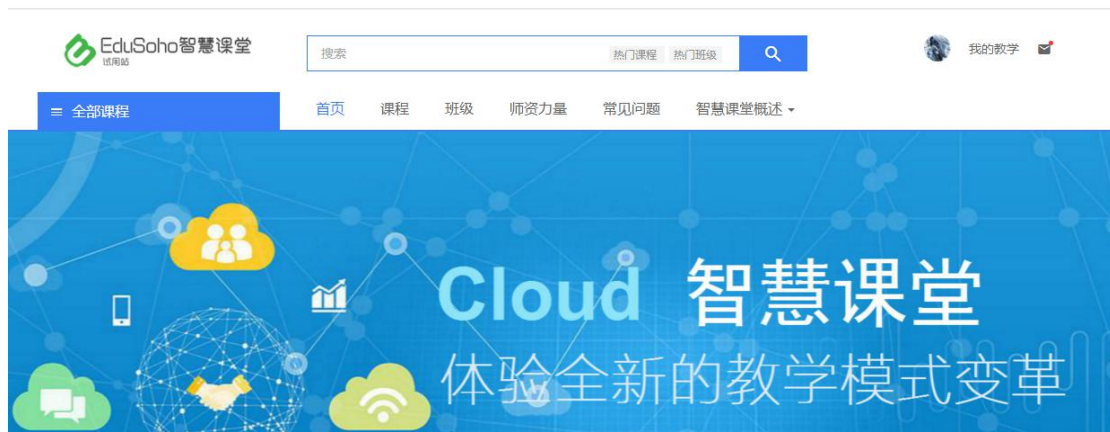 EduSoho智慧课堂
试用站
搜索 热门课程 热门班级
我的教学
全部课程
首页 课程 班级 师资力量 常见问题 智慧课堂概述
Cloud 智慧课堂
体验全新的教学模式变革